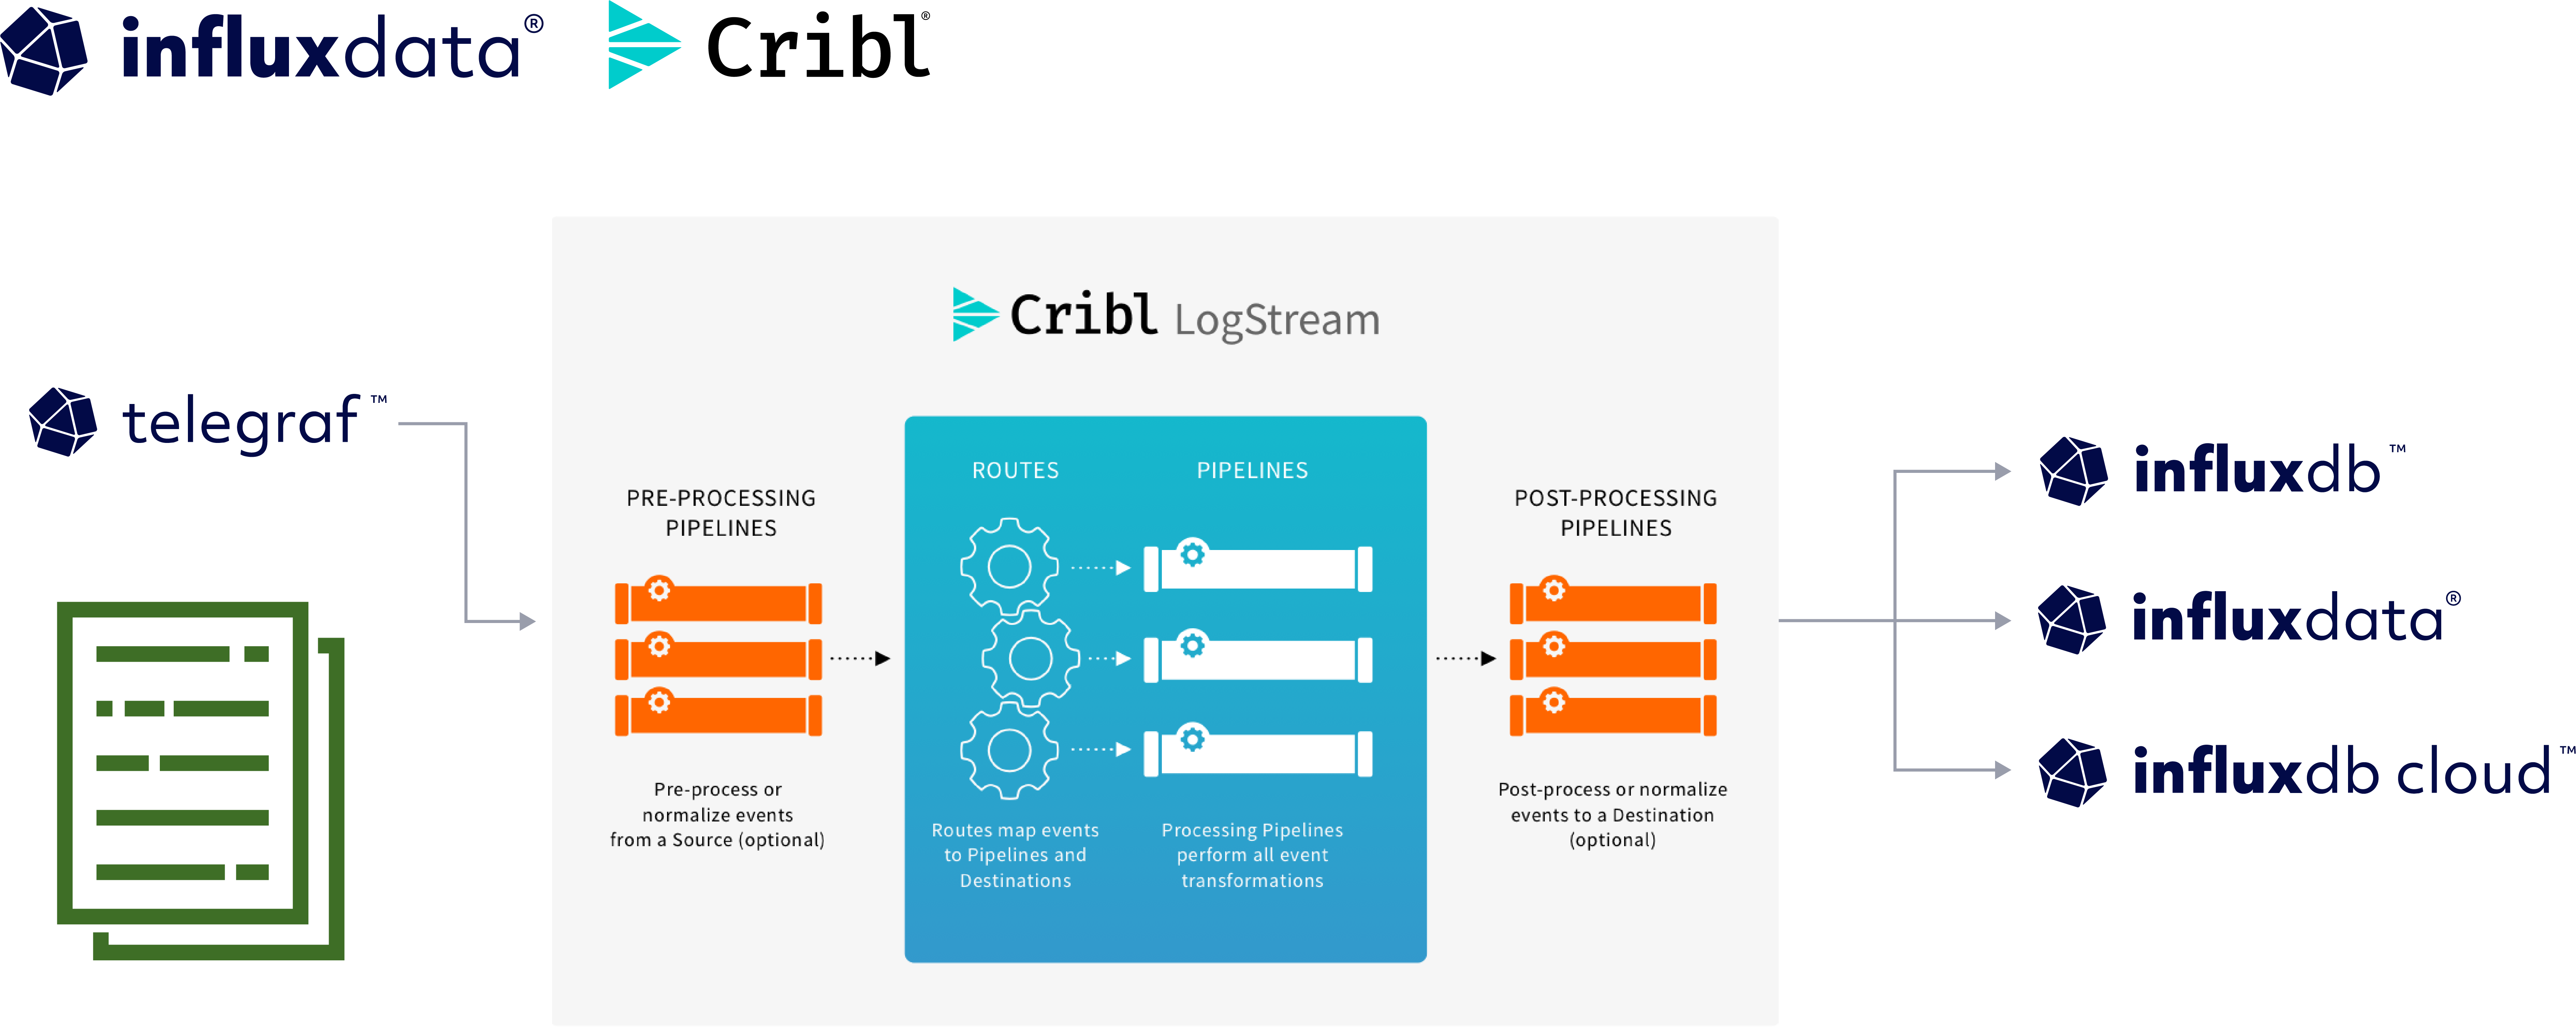 influxdata®
Cribl®
Cribl LogStream
telegraf™
PRE-PROCESSING
PIPELINES
Pre-process or
normalize events
from a Source (optional)
ROUTES
Routes map events
to Pipelines and
Destinations
PIPELINES
Processing Pipelines
perform all event
transformations
POST-PROCESSING
PIPELINES
Post-process or normalize
events to a Destination
(optional)
influxdb™
influxdata®
influxdb cloud™